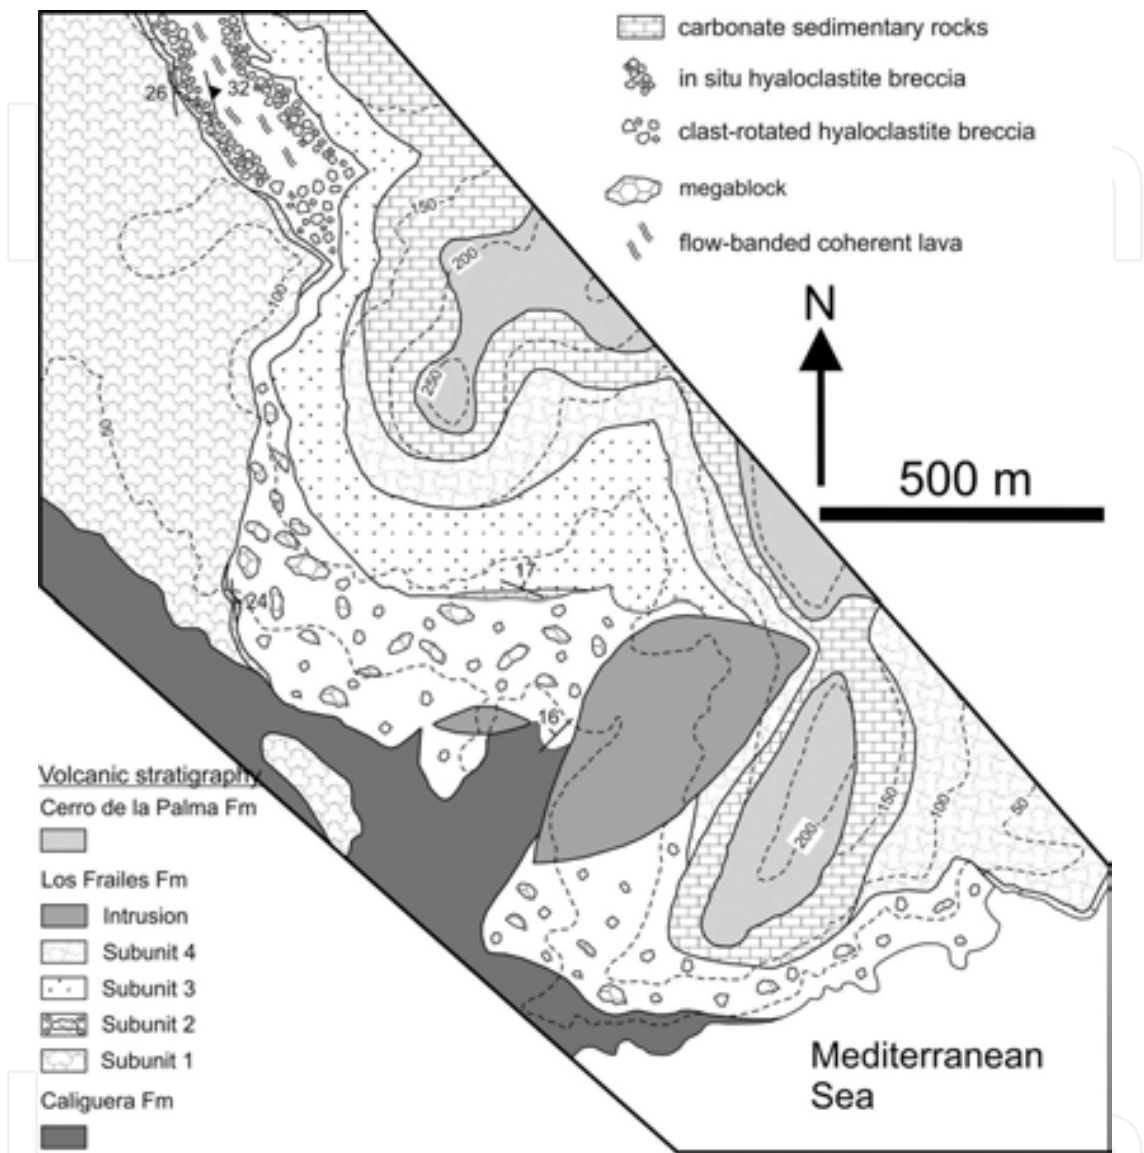 carbonate sedimentary rocks
in situ hyaloclastite breccia
clast-rotated hyaloclastite breccia
megablock
flow-banded coherent lava
26
32
150
200
100
N
250
50
500 m
17
24
16
Volcanic stratigraphy
Cerro de la Palma Fm
Los Frailes Fm
Intrusion
Subunit 4
Subunit 3
Subunit 2
Subunit 1
Caliguera Fm
150
100
50
200
Mediterranean
Sea